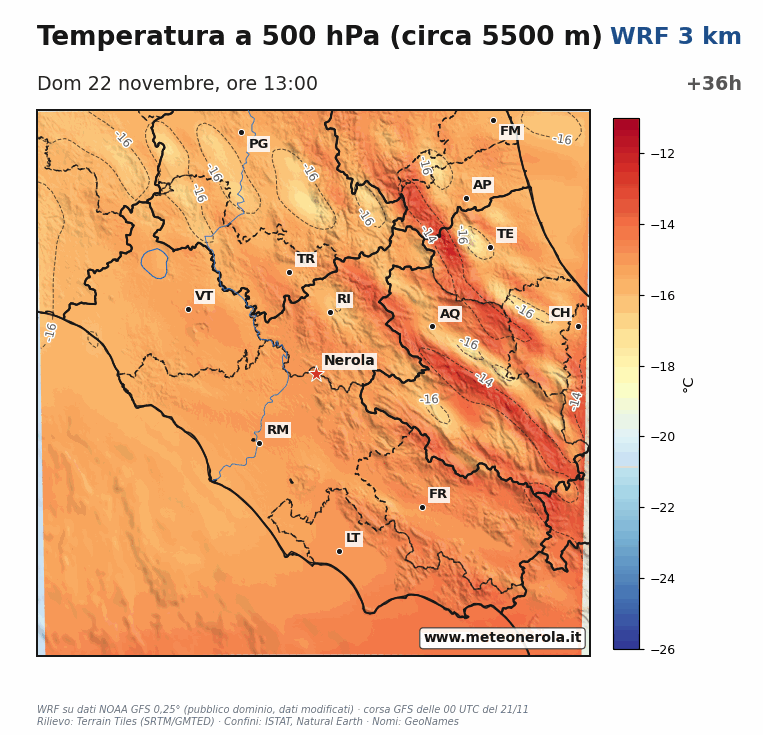 Temperatura a 500 hPa (circa 5500 m) WRF 3 km
Dom 22 novembre, ore 13:00 +36h
FM
-16
-16
PG
-16
-16
-16
-16
AP
-16
-16
TE
-14
-16
TR
VT
RI
AQ
-16
CH
-16
-16
Nerola
-14
-16
-14
RM
FR
LT
www.meteonerola.it
−12
−14
−16
−18
−20
−22
−24
−26
°C
WRF su dati NOAA GFS 0,25° (pubblico dominio, dati modificati) · corsa GFS delle 00 UTC del 21/11
Rilievo: Terrain Tiles (SRTM/GMTED) · Confini: ISTAT, Natural Earth · Nomi: GeoNames